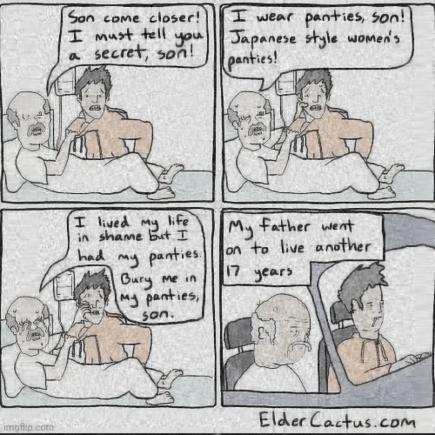 Son come closer!
I must tell you
a secret, son!
I wear panties, son!
Japanese style women's
panties!
I lived my life
in shame but I
had my panties.
Bury me in
my panties,
son.
My father went
on to live another
17 years
ElderCactus.com
imgflip.com